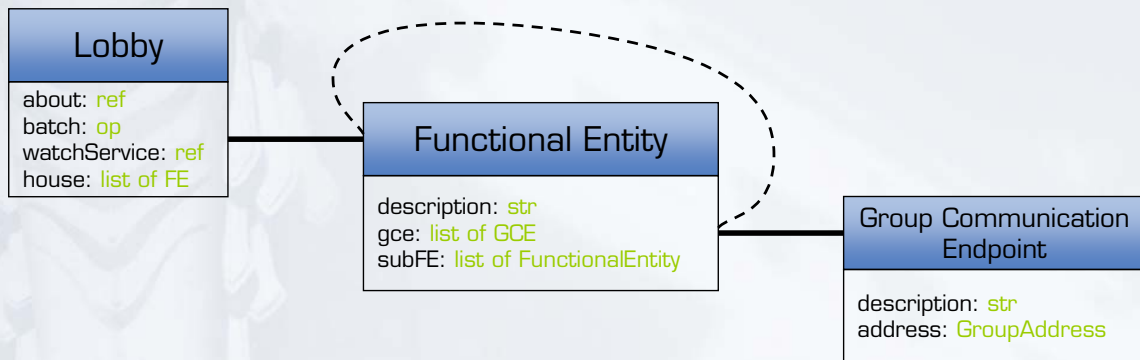 Lobby
about: ref
batch: op
watchService: ref
house: list of FE
Functional Entity
description: str
gce: list of GCE
subFE: list of FunctionalEntity
Group Communication
Endpoint
description: str
address: GroupAddress